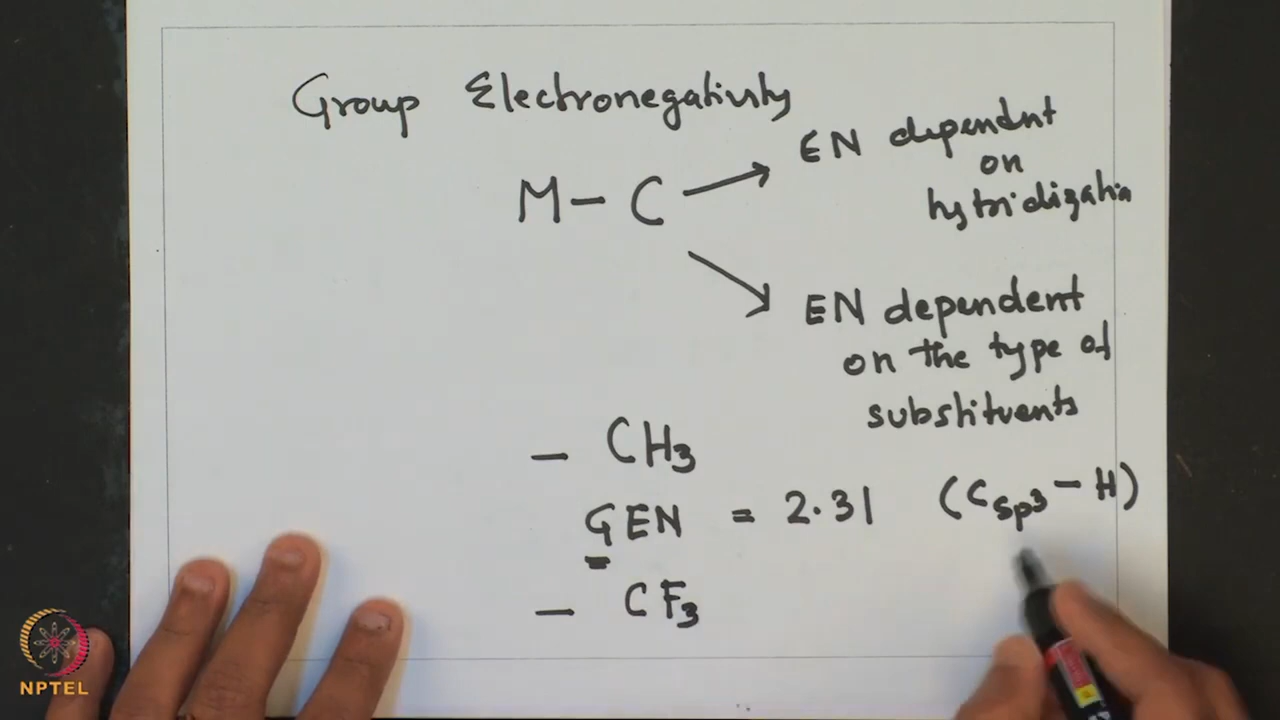 Group Electronegativity
M - C
EN dependent
on
hybridization
EN dependent
on the type of
substituents
- CH3
GEN = 2.31 (Csp3 - H)
- CF3
NPTEL